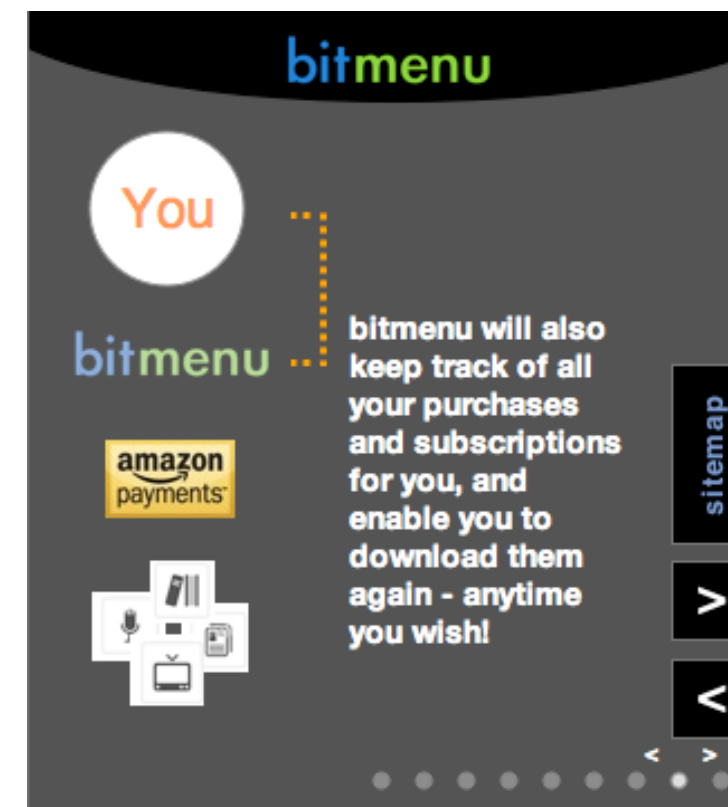 bitmenu
You
bitmenu
amazon
payments
bitmenu will also
keep track of all
your purchases
and subscriptions
for you, and
enable you to
download them
again - anytime
you wish!
sitemap
>
<
< >